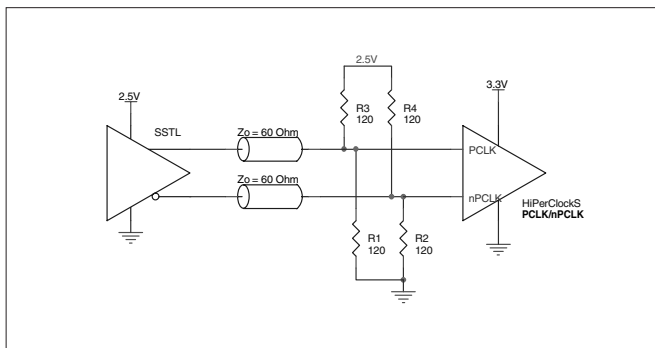 2.5V
3.3V
2.5V
SSTL
R3
120
R4
120
Zo = 60 Ohm
PCLK
Zo = 60 Ohm
nPCLK
HiPerClockS
PCLK/nPCLK
R1
120
R2
120